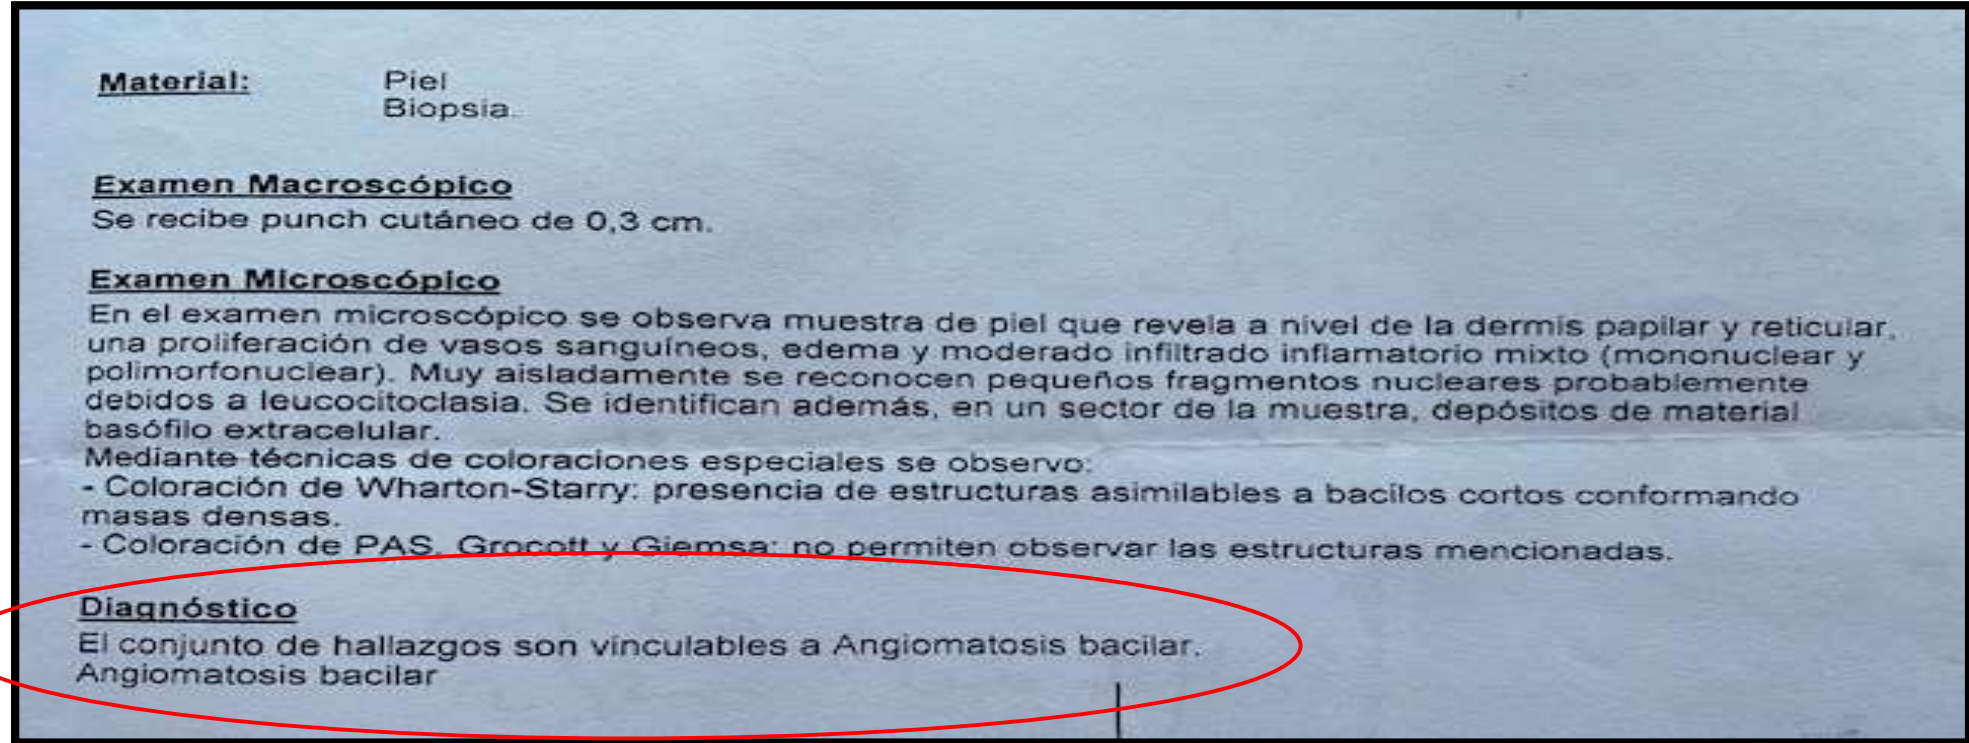 Material: Piel
Biopsia.
Examen Macroscópico
Se recibe punch cutáneo de 0,3 cm.
Examen Microscópico
En el examen microscópico se observa muestra de piel que revela a nivel de la dermis papilar y reticular,
una proliferación de vasos sanguíneos, edema y moderado infiltrado inflamatorio mixto (mononuclear y
polimorfonuclear). Muy aisladamente se reconocen pequeños fragmentos nucleares probablemente
debidos a leucocitoclasia. Se identifican además, en un sector de la muestra, depósitos de material
basófilo extracelular.
Mediante técnicas de coloraciones especiales se observo:
- Coloración de Wharton-Starry: presencia de estructuras asimilables a bacilos cortos conformando
masas densas.
- Coloración de PAS, Grocott y Giemsa: no permiten observar las estructuras mencionadas.
Diagnóstico
El conjunto de hallazgos son vinculables a Angiomatosis bacilar.
Angiomatosis bacilar